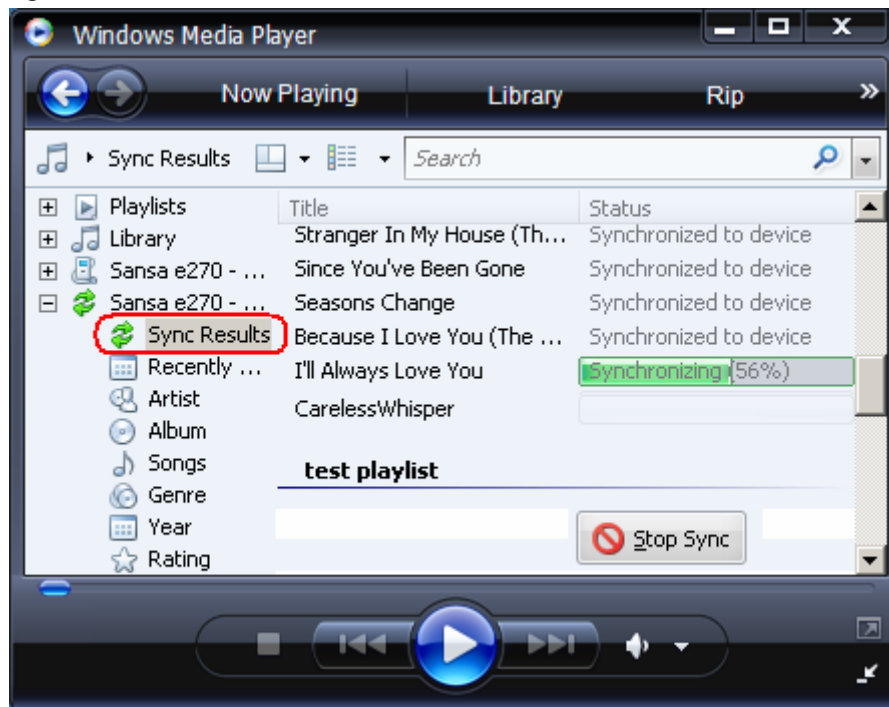 Windows Media Player
Now Playing Library Rip »
Sync Results Search
Playlists
Library
Sansa e270 - ...
Sansa e270 - ...
Sync Results
Recently ...
Artist
Album
Songs
Genre
Year
Rating
Title Status
Stranger In My House (Th... Synchronized to device
Since You've Been Gone Synchronized to device
Seasons Change Synchronized to device
Because I Love You (The ... Synchronized to device
I'll Always Love You Synchronizing (56%)
CarelessWhisper
test playlist
Stop Sync